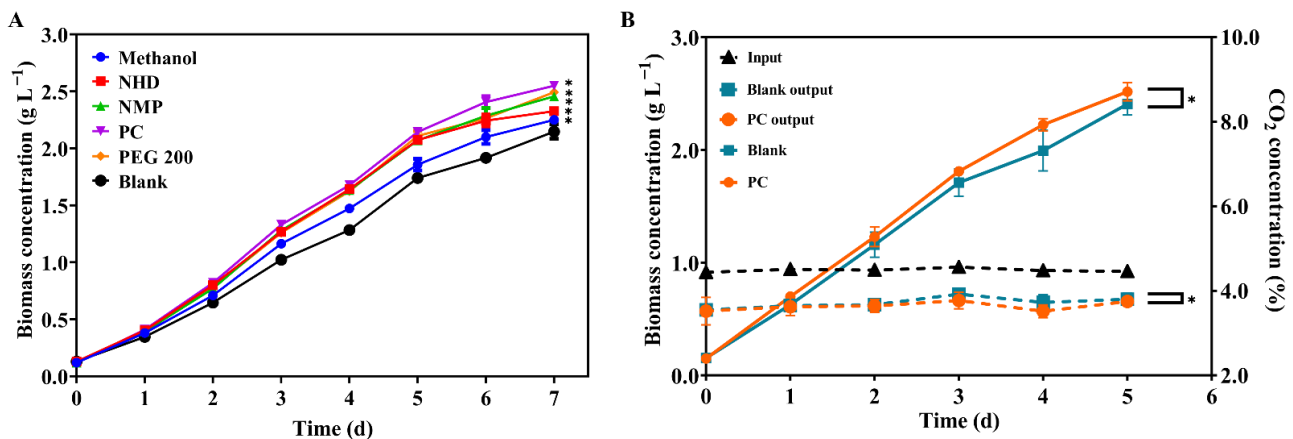 A
Biomass concentration (g L⁻¹)
3.0
2.5
2.0
1.5
1.0
0.5
0.0
Methanol
NHD
NMP
PC
PEG 200
Blank
*
*
*
*
*
0 1 2 3 4 5 6 7
Time (d)
B
Biomass concentration (g L⁻¹)
3.0
2.0
1.0
0.0
Input
Blank output
PC output
Blank
PC
*
*
10.0
8.0
6.0
4.0
2.0
CO₂ concentration (%)
0 1 2 3 4 5 6
Time (d)